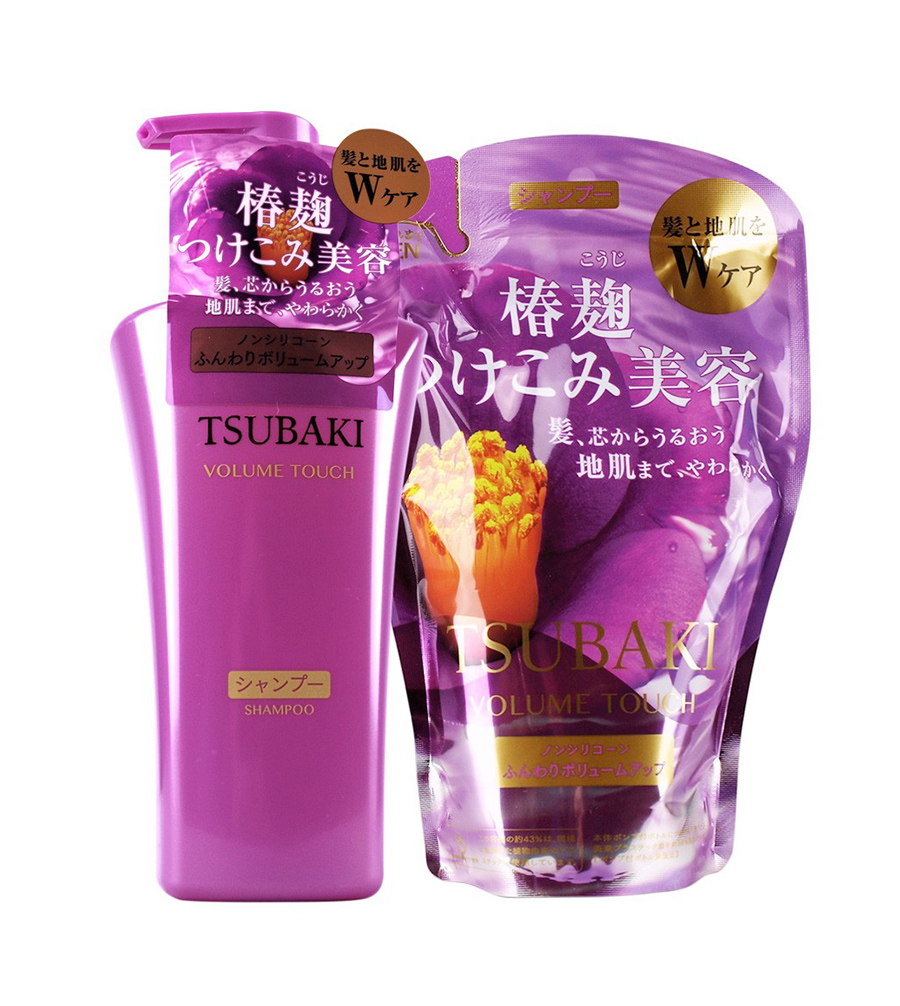 髪と地肌を
Wケア
こうじ
椿麹
つけこみ美容
髪、芯からうるおう
地肌まで、やわらかく
ノンシリコーン
ふんわりボリュームアップ
TSUBAKI
VOLUME TOUCH
シャンプー
SHAMPOO
シャンプー
髪と地肌を
Wケア
EN
こうじ
椿麹
つけこみ美容
髪、芯からうるおう
地肌まで、やわらかく
TSUBAKI
VOLUME TOUCH
ノンシリコーン
ふんわりボリュームアップ
の約43%は、